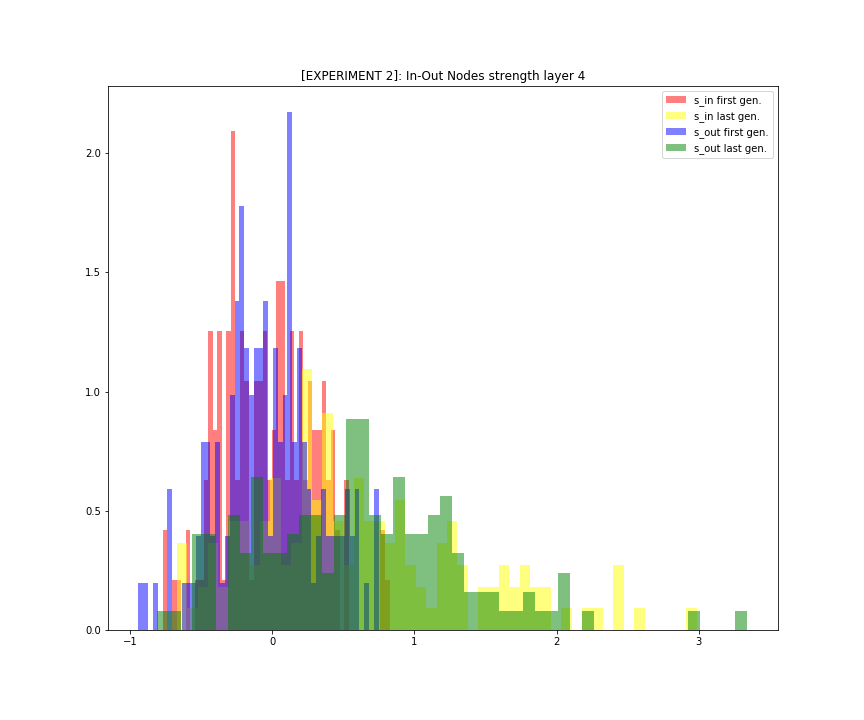 [EXPERIMENT 2]: In-Out Nodes strength layer 4
s_in first gen.
s_in last gen.
s_out first gen.
s_out last gen.
2.0
1.5
1.0
0.5
0.0
−1
0
1
2
3